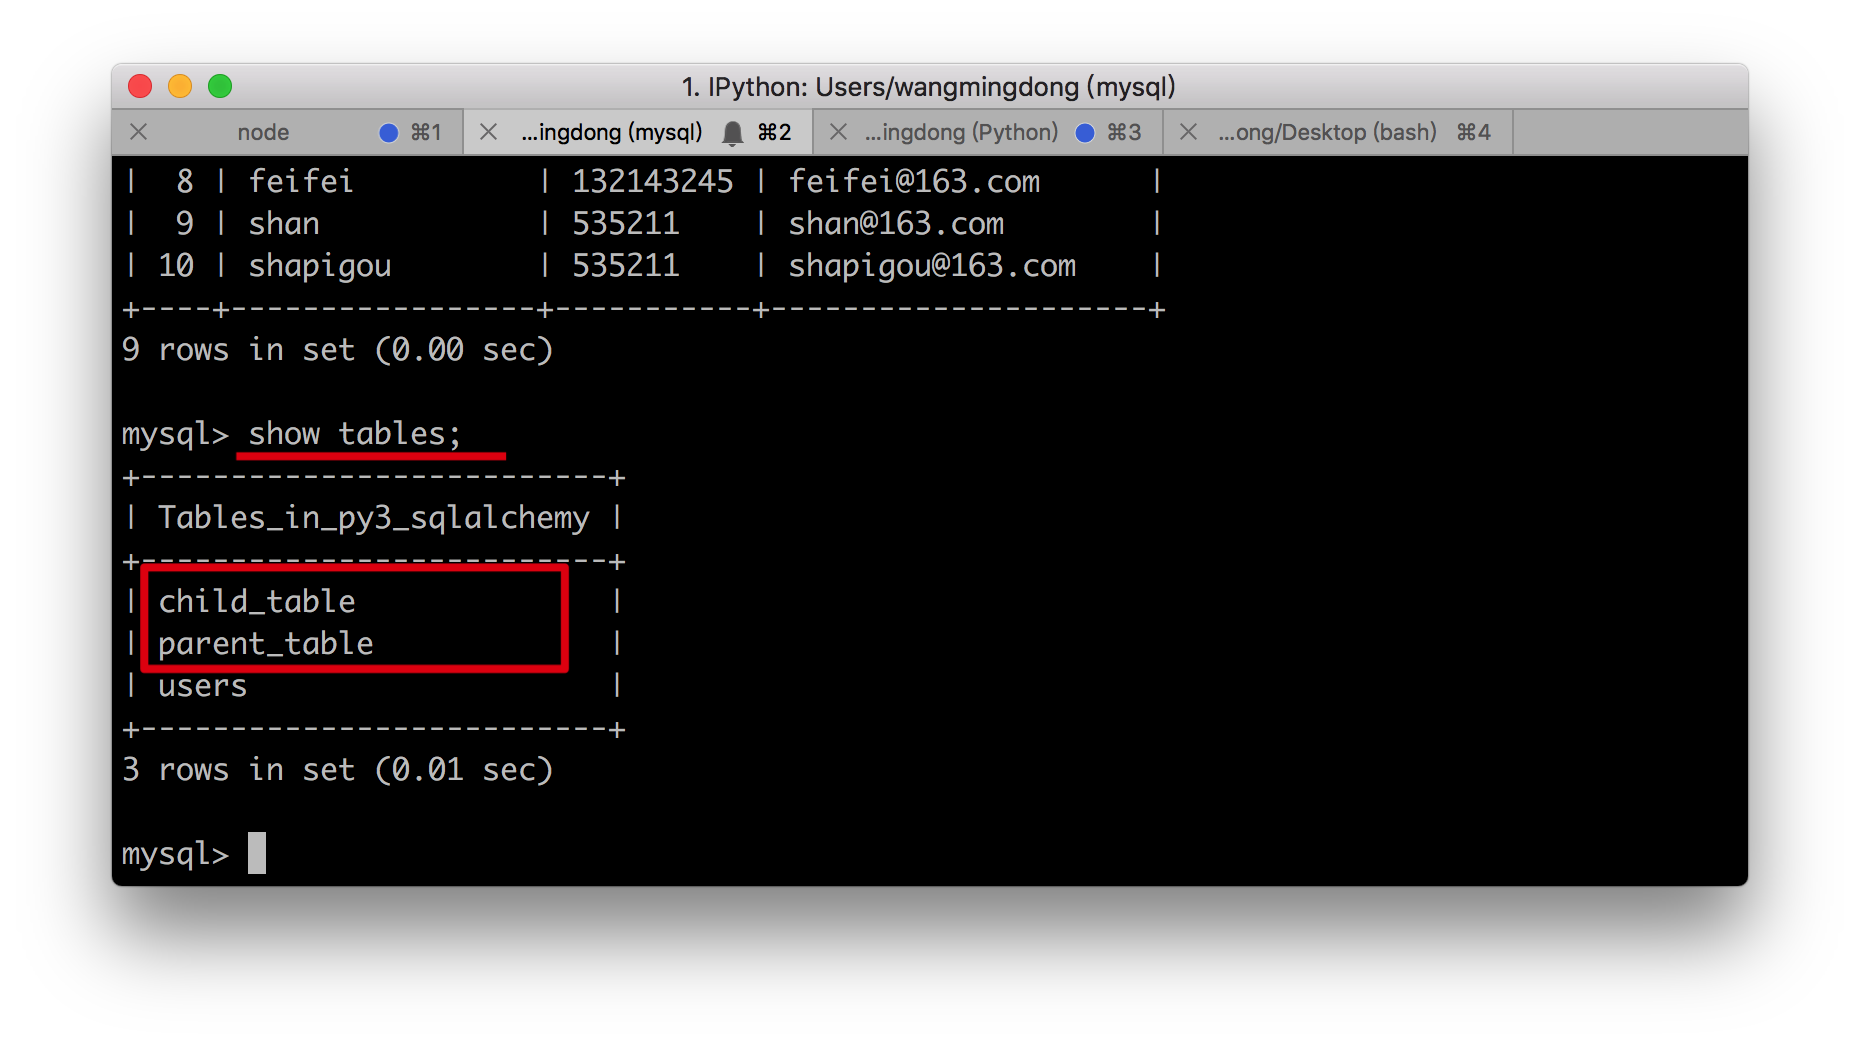 1. IPython: Users/wangmingdong (mysql)
node ⌘1 ...ingdong (mysql) ⌘2 ...ingdong (Python) ⌘3 ...ong/Desktop (bash) ⌘4
|  8 | feifei          | 132143245 | feifei@163.com      |
|  9 | shan            | 535211    | shan@163.com        |
| 10 | shapigou        | 535211    | shapigou@163.com    |
+----+-----------------+-----------+---------------------+
9 rows in set (0.00 sec)
mysql> show tables;
+--------------------------+
| Tables_in_py3_sqlalchemy |
+--------------------------+
| child_table              |
| parent_table             |
| users                    |
+--------------------------+
3 rows in set (0.01 sec)
mysql>